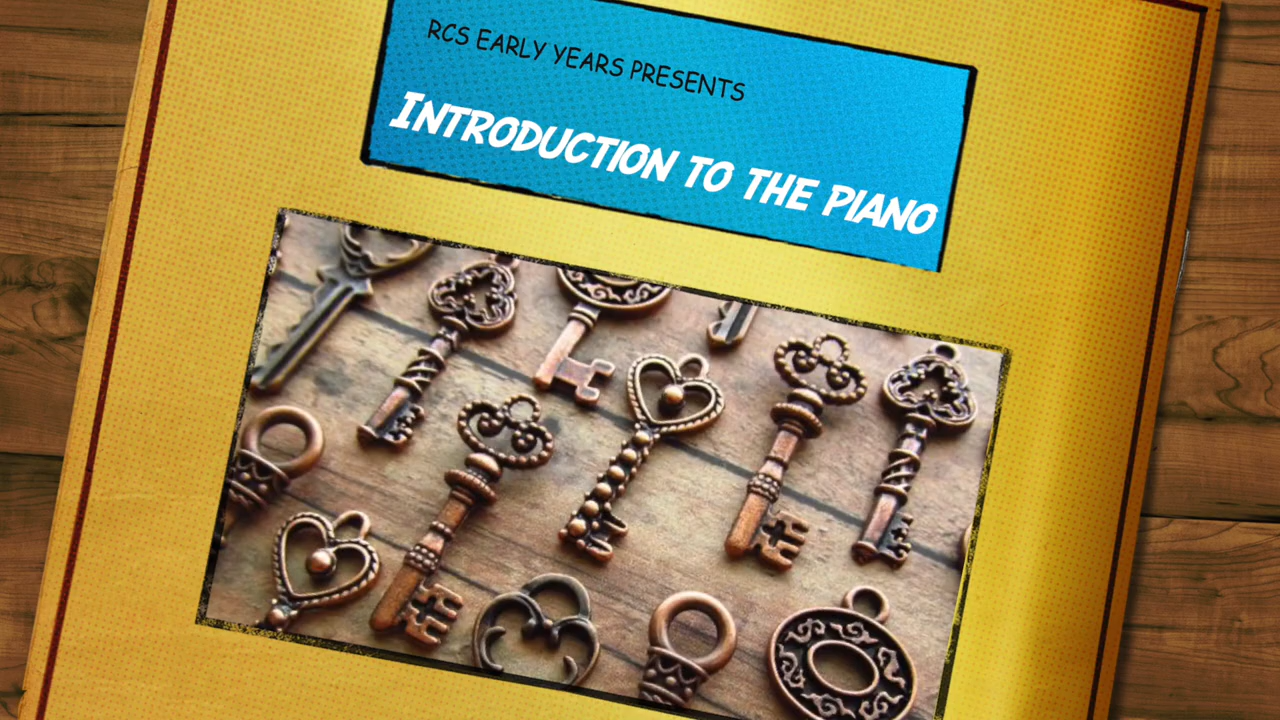 RCS EARLY YEARS PRESENTS
INTRODUCTION TO THE PIANO